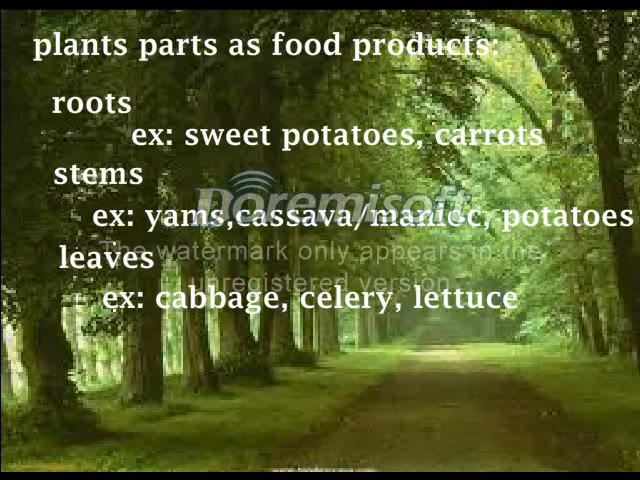 plants parts as food products:
roots
ex: sweet potatoes, carrots
stems
Doremisoft
ex: yams,cassava/manioc, potatoes
The watermark only appears in the
leaves
unregistered version
ex: cabbage, celery, lettuce